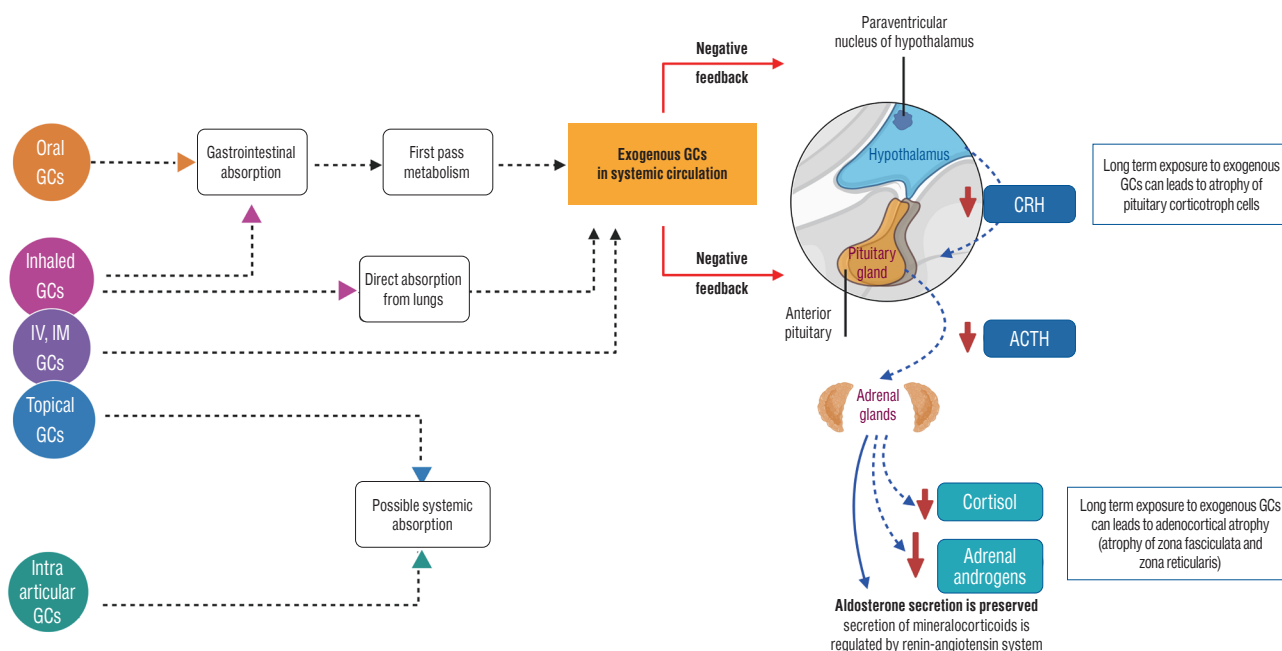 Paraventricular
nucleus of hypothalamus
Negative
feedback
Oral
GCs
Gastrointestinal
absorption
First pass
metabolism
Exogenous GCs
in systemic circulation
Hypothalamus
CRH
Long term exposure to exogenous
GCs can leads to atrophy of
pituitary corticotroph cells
Inhaled
GCs
Direct absorption
from lungs
Negative
feedback
Pituitary
gland
Anterior
pituitary
IV, IM
GCs
ACTH
Topical
GCs
Adrenal
glands
Possible systemic
absorption
Cortisol
Adrenal
androgens
Long term exposure to exogenous GCs
can leads to adenocortical atrophy
(atrophy of zona fasciculata and
zona reticularis)
Intra
articular
GCs
Aldosterone secretion is preserved
secretion of mineralocorticoids is
regulated by renin-angiotensin system